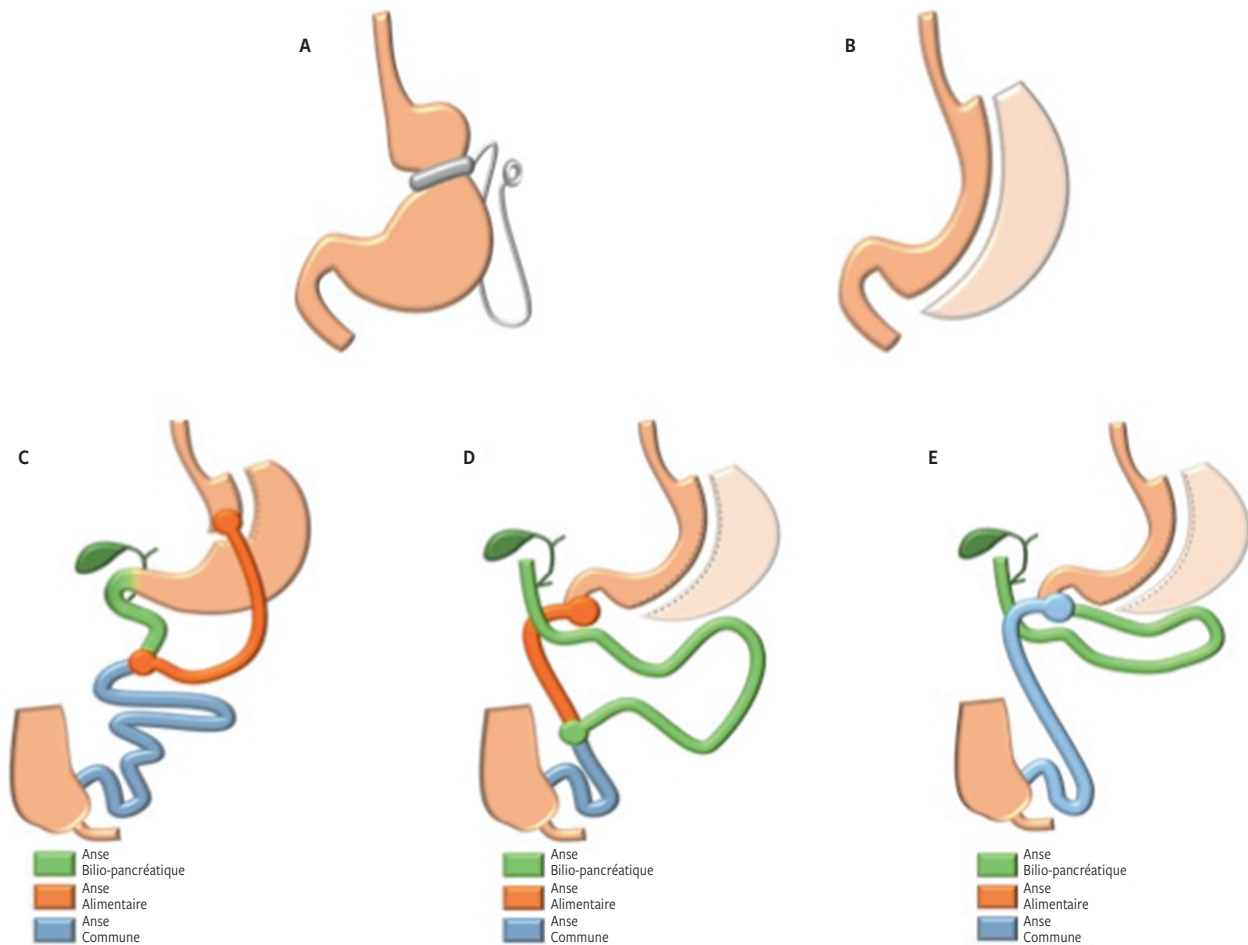 A
B
C
D
E
Anse
Bilio-pancréatique
Anse
Alimentaire
Anse
Commune
Anse
Bilio-pancréatique
Anse
Alimentaire
Anse
Commune
Anse
Bilio-pancréatique
Anse
Alimentaire
Anse
Commune